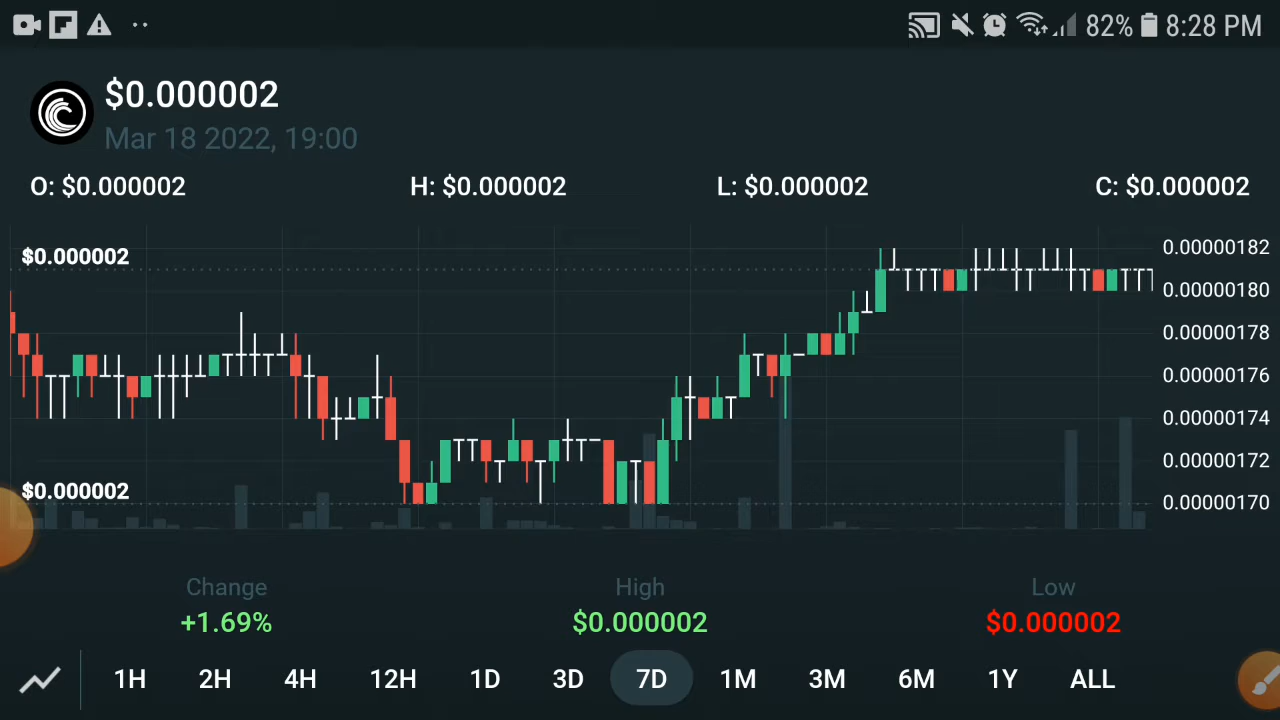 82% 8:28 PM
$0.000002
Mar 18 2022, 19:00
O: $0.000002 H: $0.000002 L: $0.000002 C: $0.000002
$0.000002
0.00000182
0.00000180
0.00000178
0.00000176
0.00000174
0.00000172
$0.000002
0.00000170
Change High Low
+1.69% $0.000002 $0.000002
1H 2H 4H 12H 1D 3D 7D 1M 3M 6M 1Y ALL